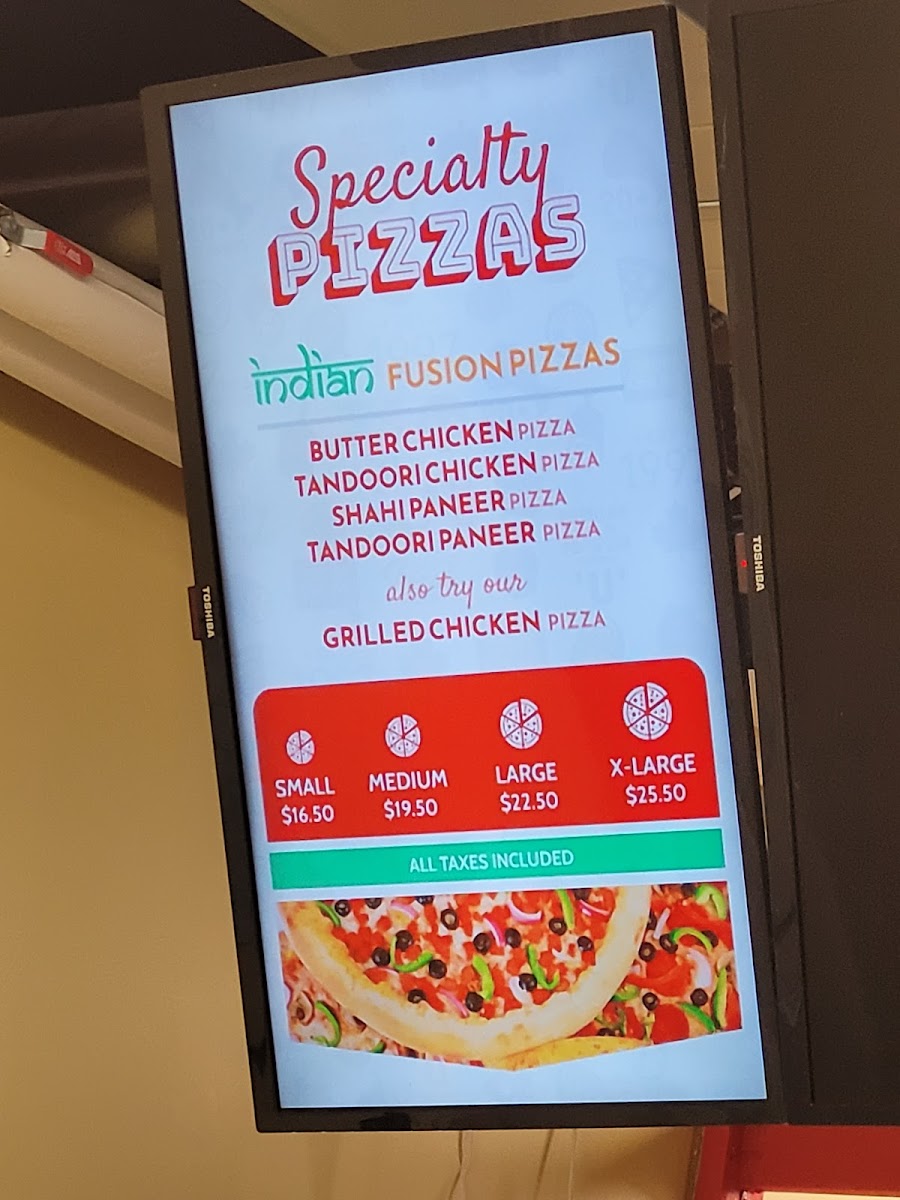 Specialty
PIZZAS
indian FUSION PIZZAS
BUTTER CHICKEN PIZZA
TANDOORI CHICKEN PIZZA
SHAHI PANEER PIZZA
TANDOORI PANEER PIZZA
also try our
GRILLED CHICKEN PIZZA
SMALL MEDIUM LARGE X-LARGE
$16.50 $19.50 $22.50 $25.50
ALL TAXES INCLUDED
TOSHIBA
TOSHIBA